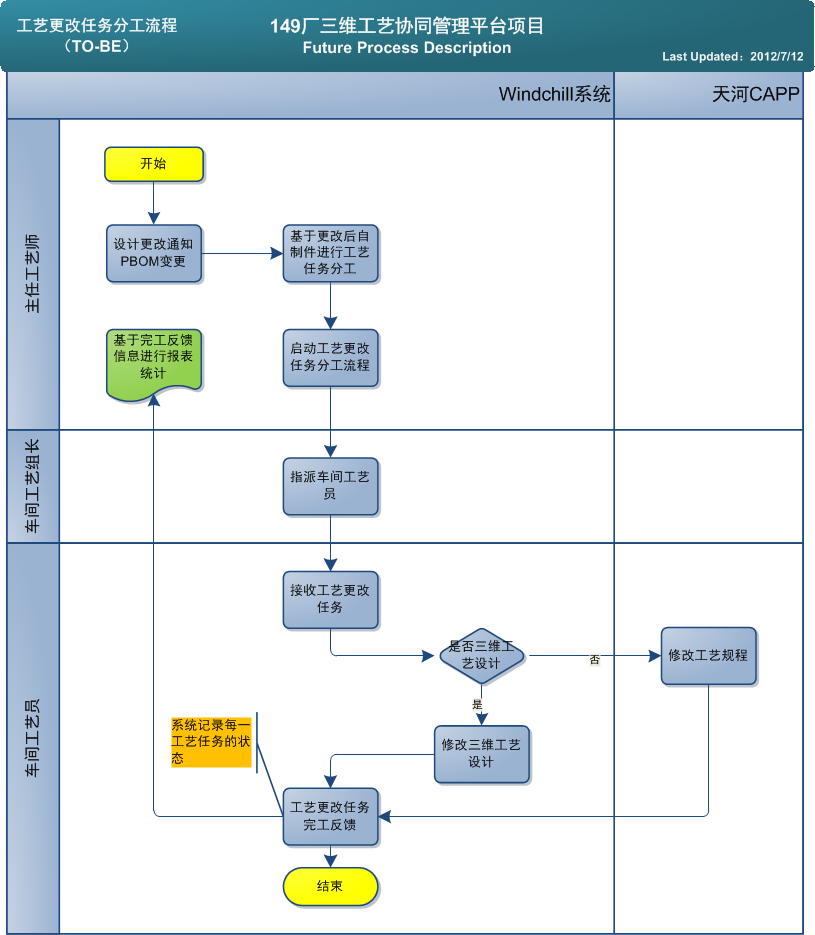 工艺更改任务分工流程
（TO-BE）
149厂三维工艺协同管理平台项目
Future Process Description
Last Updated：2012/7/12
Windchill系统
天河CAPP
主任工艺师
开始
设计更改通知
PBOM变更
基于更改后自
制件进行工艺
任务分工
基于完工反馈
信息进行报表
统计
启动工艺更改
任务分工流程
车间工艺组长
指派车间工艺
员
车间工艺员
接收工艺更改
任务
是否三维工
艺设计
否
修改工艺规程
是
系统记录每一
工艺任务的状
态
修改三维工艺
设计
工艺更改任务
完工反馈
结束